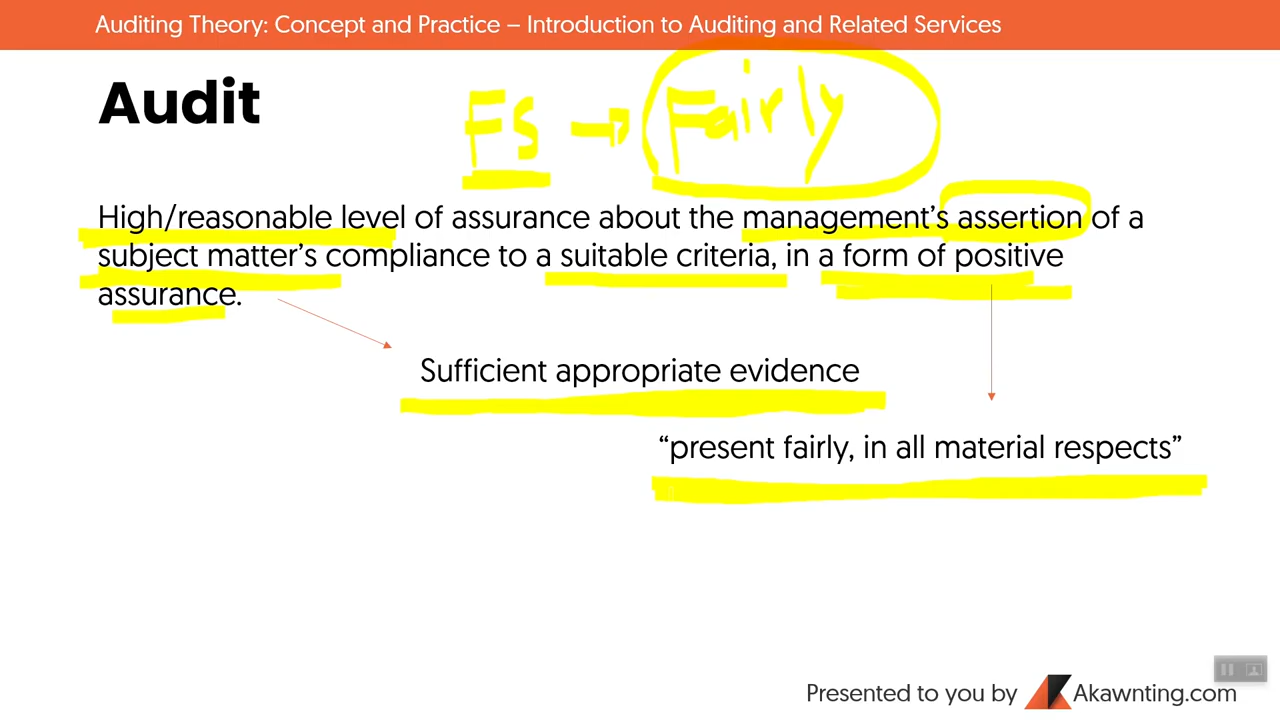 Auditing Theory: Concept and Practice – Introduction to Auditing and Related Services
Audit
FS → Fairly
High/reasonable level of assurance about the management’s assertion of a
subject matter’s compliance to a suitable criteria, in a form of positive
assurance.
Sufficient appropriate evidence
“present fairly, in all material respects”
Presented to you by Akawnting.com